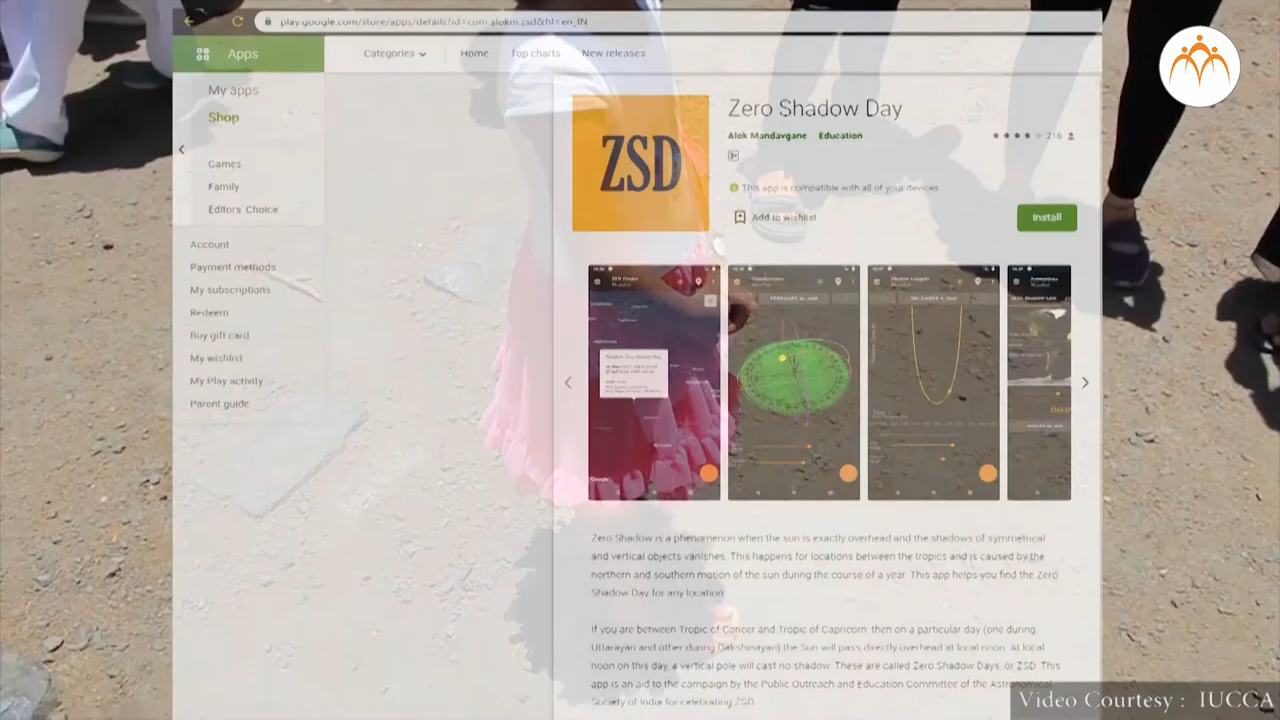 play.google.com/store/apps/details?id=com.alokm.zsd&hl=en_IN
Apps
Categories
Home
Top charts
New releases
My apps
Shop
Games
Family
Editors' Choice
Account
Payment methods
My subscriptions
Redeem
Buy gift card
My wishlist
My Play activity
Parent guide
ZSD
Zero Shadow Day
Alok Mandavgane Education
216
3+
This app is compatible with all of your devices
Add to wishlist
Install
FEBRUARY
DECEMBER
Google
Zero Shadow is a phenomenon when the sun is exactly overhead and the shadows of symmetrical
and vertical objects vanishes. This happens for locations between the tropics and is caused by the
northern and southern motion of the sun during the course of a year. This app helps you find the Zero
Shadow Day for any location.
If you are between Tropic of Cancer and Tropic of Capricorn, then on a particular day (one during
Uttarayan and other during Dakshinayan) the Sun will pass directly overhead at local noon. At local
noon on this day, a vertical pole will cast no shadow. These are called Zero Shadow Days, or ZSD. This
app is an aid to the campaign by the Public Outreach and Education Committee of the Astronomical
Society of India for celebrating ZSD
Video Courtesy : IUCCA